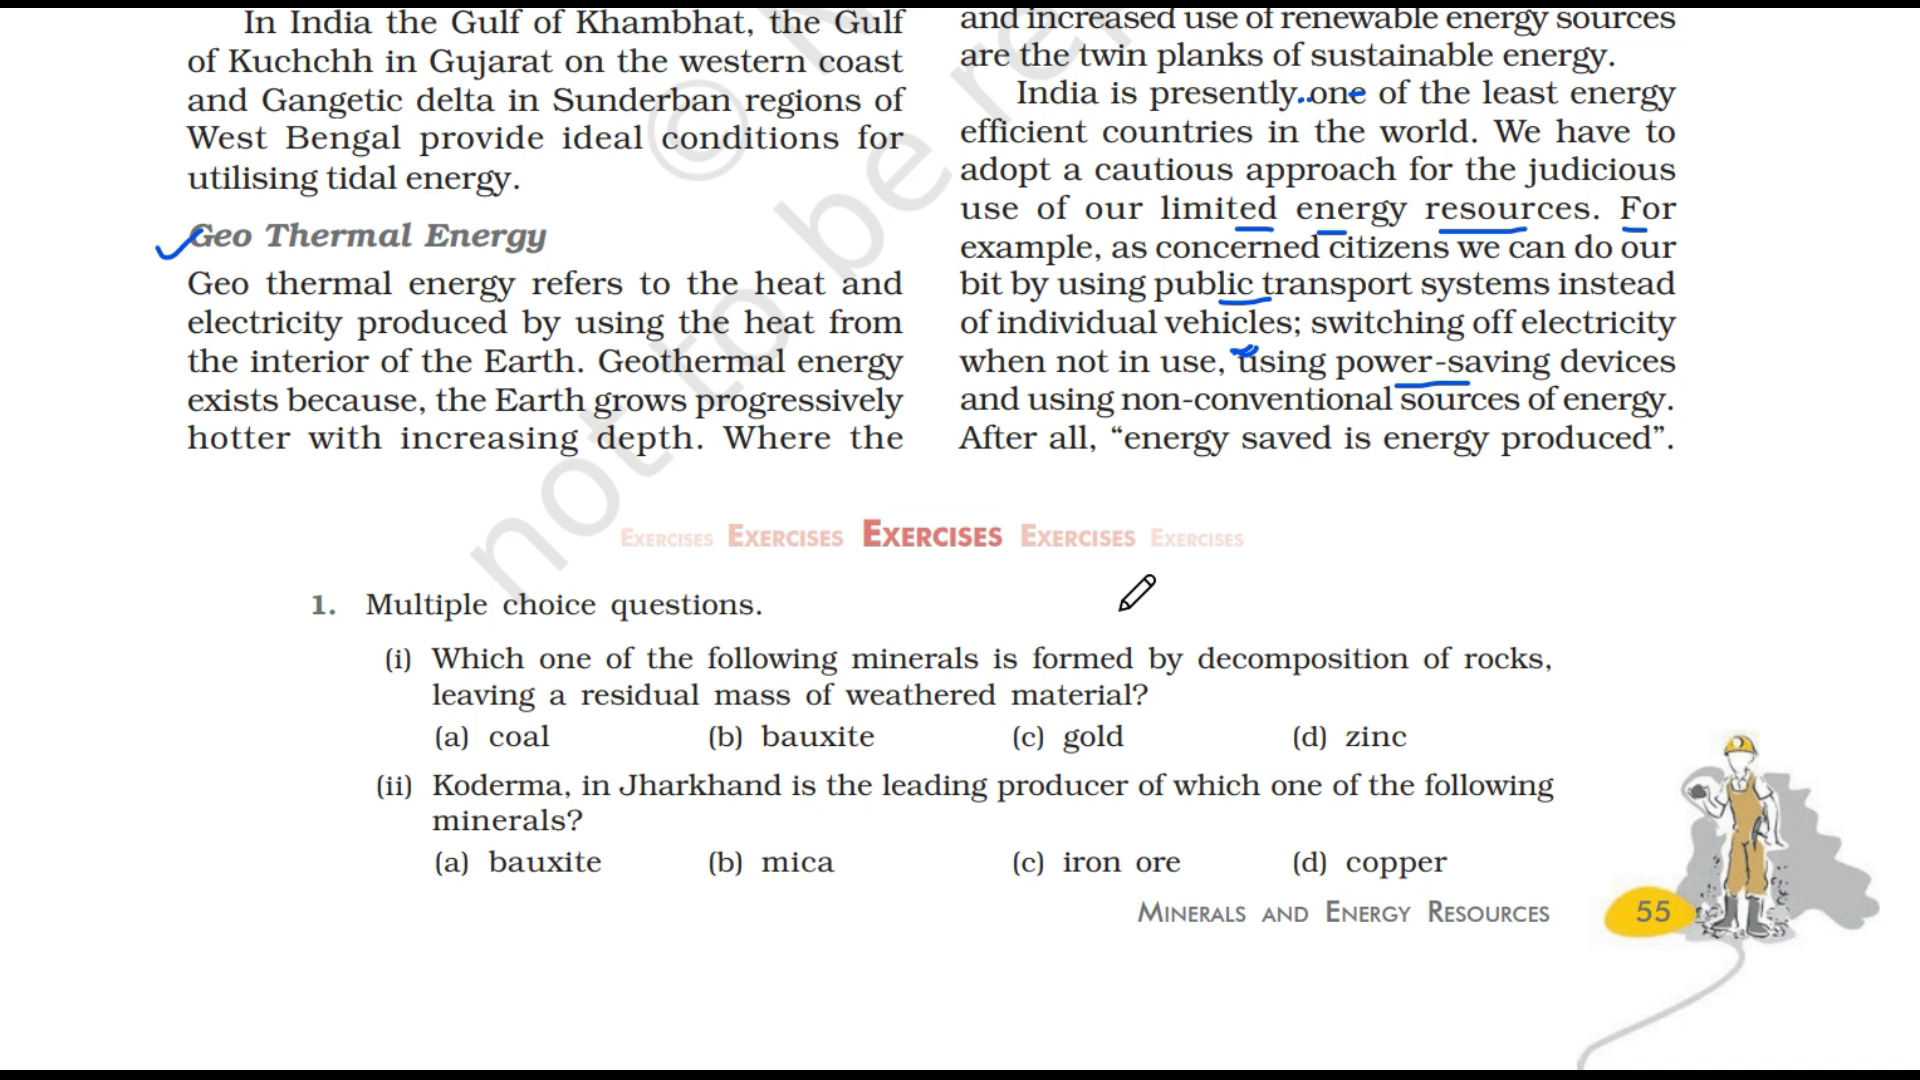 In India the Gulf of Khambhat, the Gulf
of Kuchchh in Gujarat on the western coast
and Gangetic delta in Sunderban regions of
West Bengal provide ideal conditions for
utilising tidal energy.
Geo Thermal Energy
Geo thermal energy refers to the heat and
electricity produced by using the heat from
the interior of the Earth. Geothermal energy
exists because, the Earth grows progressively
hotter with increasing depth. Where the
and increased use of renewable energy sources
are the twin planks of sustainable energy.
India is presently one of the least energy
efficient countries in the world. We have to
adopt a cautious approach for the judicious
use of our limited energy resources. For
example, as concerned citizens we can do our
bit by using public transport systems instead
of individual vehicles; switching off electricity
when not in use, using power-saving devices
and using non-conventional sources of energy.
After all, “energy saved is energy produced”.
©
not to be
EXERCISES EXERCISES EXERCISES EXERCISES EXERCISES
1. Multiple choice questions.
(i) Which one of the following minerals is formed by decomposition of rocks,
leaving a residual mass of weathered material?
(a) coal (b) bauxite (c) gold (d) zinc
(ii) Koderma, in Jharkhand is the leading producer of which one of the following
minerals?
(a) bauxite (b) mica (c) iron ore (d) copper
MINERALS AND ENERGY RESOURCES 55